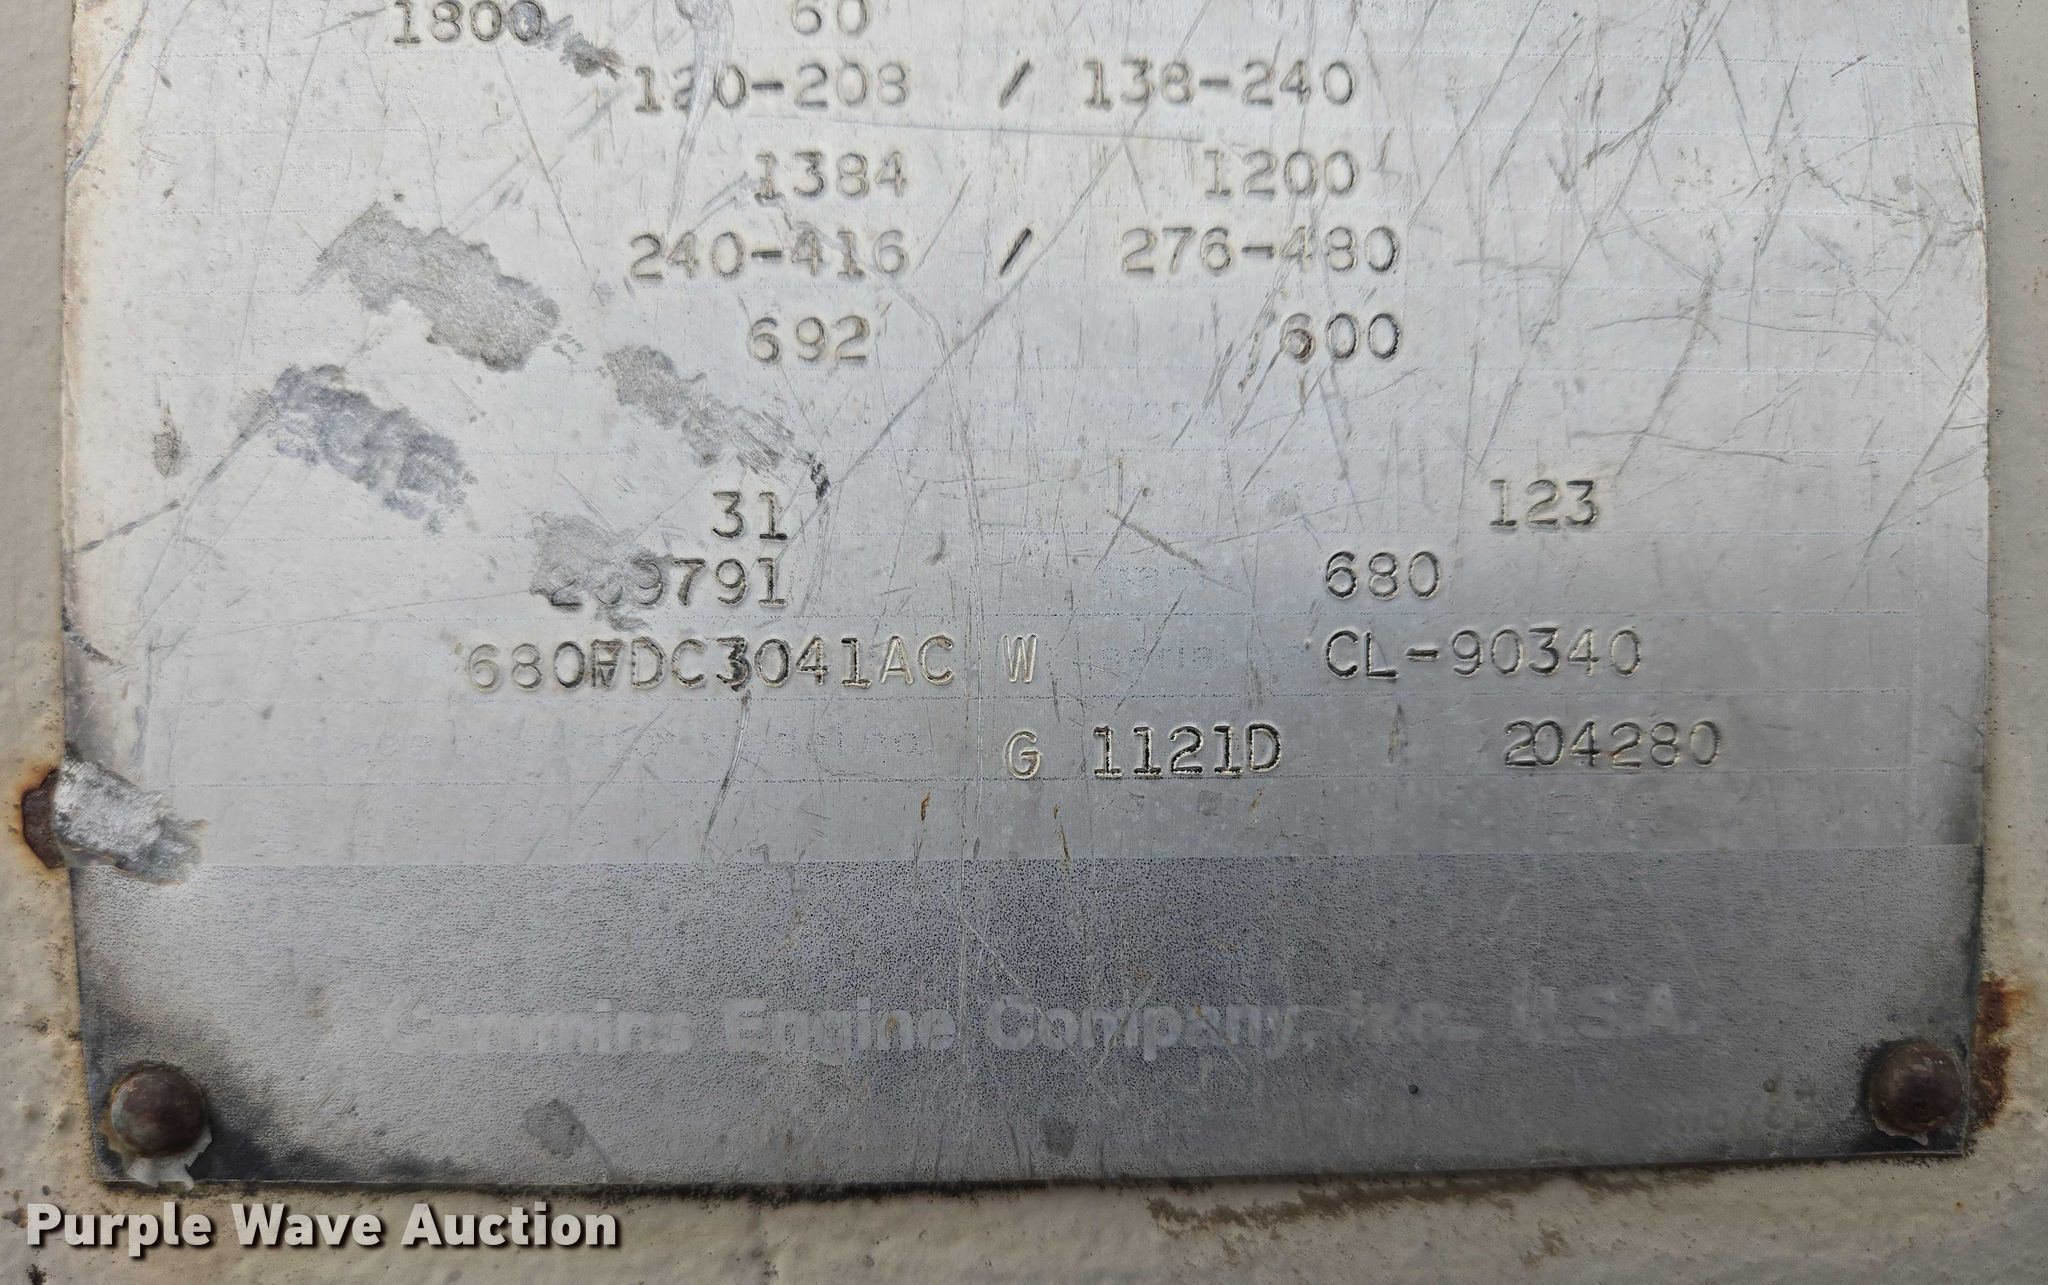 1800 60
120-208 / 138-240
1384 1200
240-416 / 276-480
692 600
31 123
680
680FDC3041AC W CL-90340
G 1121D 204280
Cummins Engine Company, Inc., U.S.A.
Purple Wave Auction